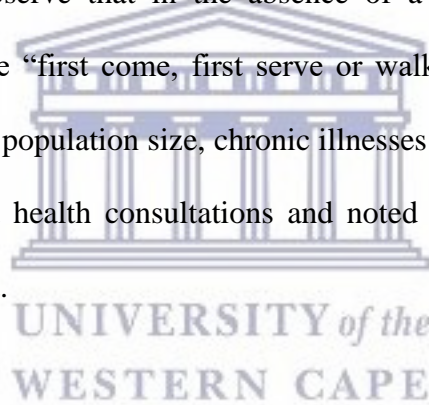 serve that in the absence of a
e “first come, first serve or walk
population size, chronic illnesses
health consultations and noted
.
UNIVERSITY of the
WESTERN CAPE